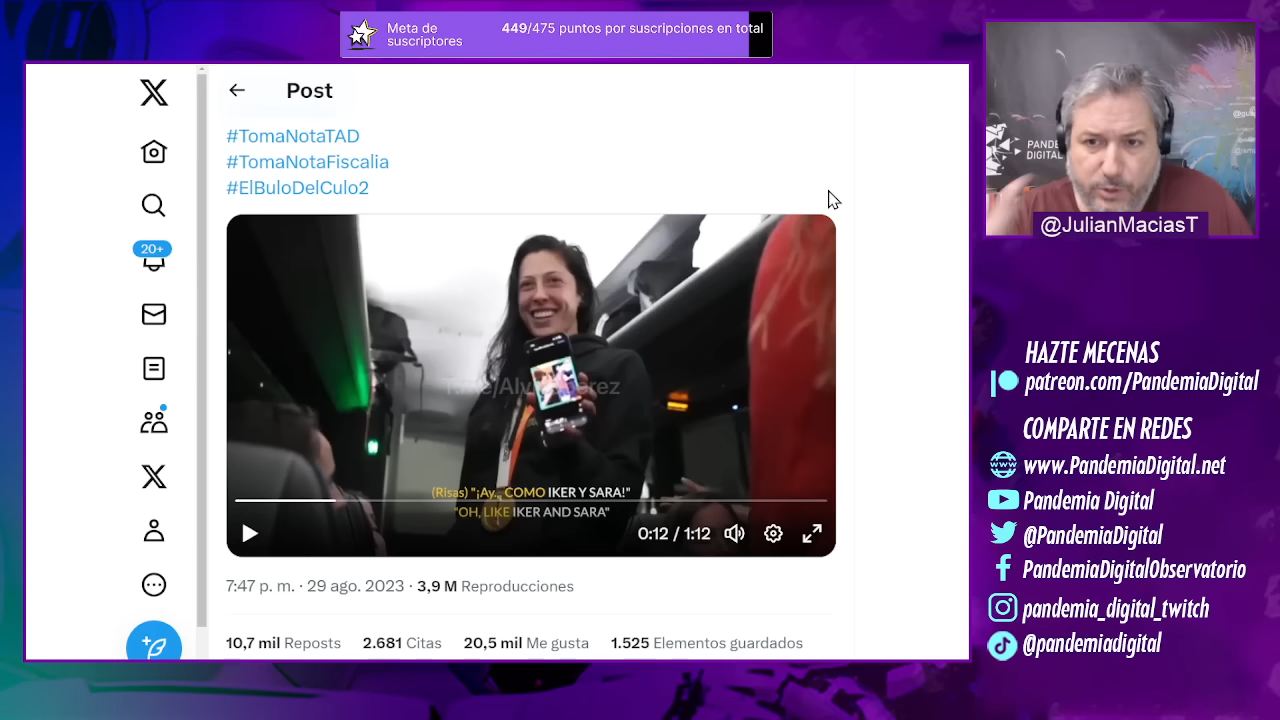 Meta de
suscriptores
449/475 puntos por suscripciones en total
Post
#TomaNotaTAD
#TomaNotaFiscalia
#ElBuloDelCulo2
20+
(Risas) "¡Ay... COMO IKER Y SARA!"
"OH, LIKE IKER AND SARA"
0:12 / 1:12
7:47 p. m. · 29 ago. 2023 · 3,9 M Reproducciones
10,7 mil Reposts 2.681 Citas 20,5 mil Me gusta 1.525 Elementos guardados
DIGITAL
@JulianMaciasT
HAZTE MECENAS
patreon.com/PandemiaDigital
COMPARTE EN REDES
www.PandemiaDigital.net
Pandemia Digital
@PandemiaDigital
PandemiaDigitalObservatorio
pandemia_digital_twitch
@pandemiadigital